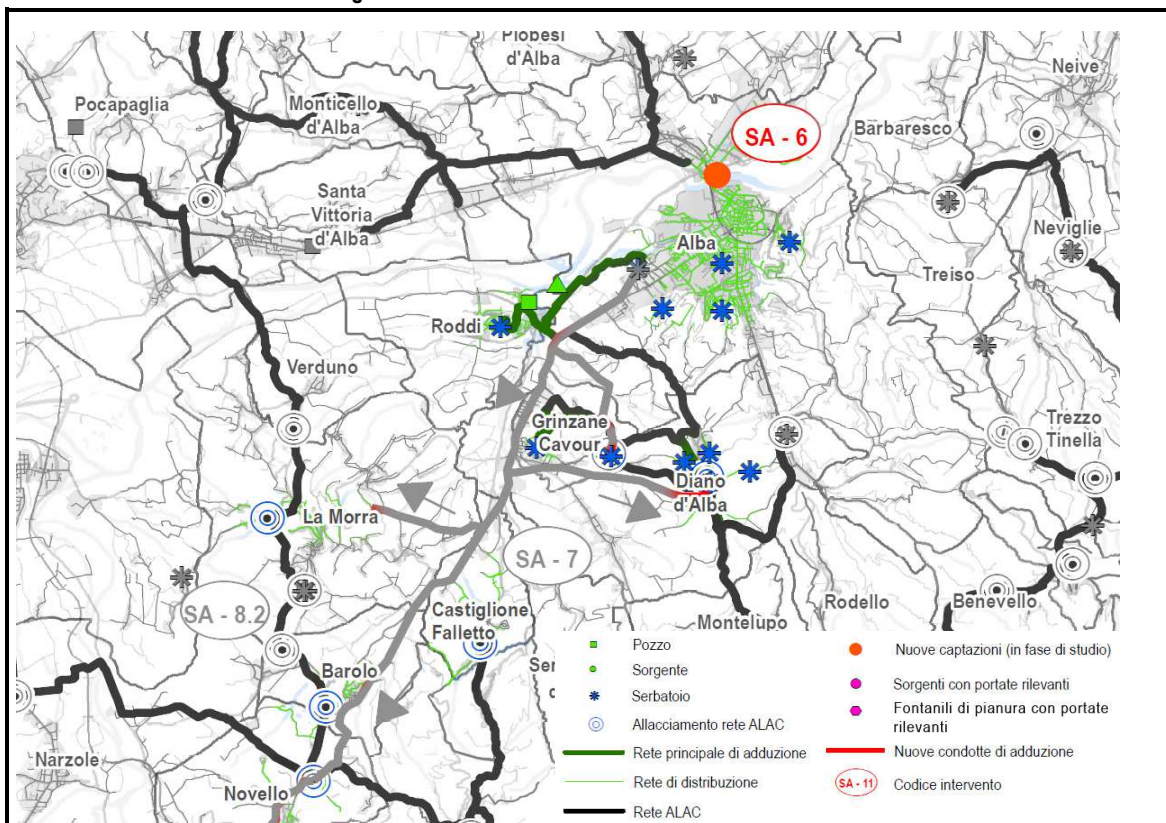 Piobesi
d'Alba
Neive
Pocapaglia
Monticello
d'Alba
SA - 6
Barbaresco
Santa
Vittoria
d'Alba
Alba
Neviglie
Treiso
Roddi
Verduno
Grinzane
Cavour
Trezzo
Tinella
Diano
d'Alba
La Morra
SA - 7
SA - 8.2
Castiglione
Falletto
Rodello
Benevello
Montelupo
Barolo
Narzole
Novello
Pozzo
Sorgente
Serbatoio
Allacciamento rete ALAC
Rete principale di adduzione
Rete di distribuzione
Rete ALAC
Nuove captazioni (in fase di studio)
Sorgenti con portate rilevanti
Fontanili di pianura con portate
rilevanti
Nuove condotte di adduzione
SA - 11
Codice intervento